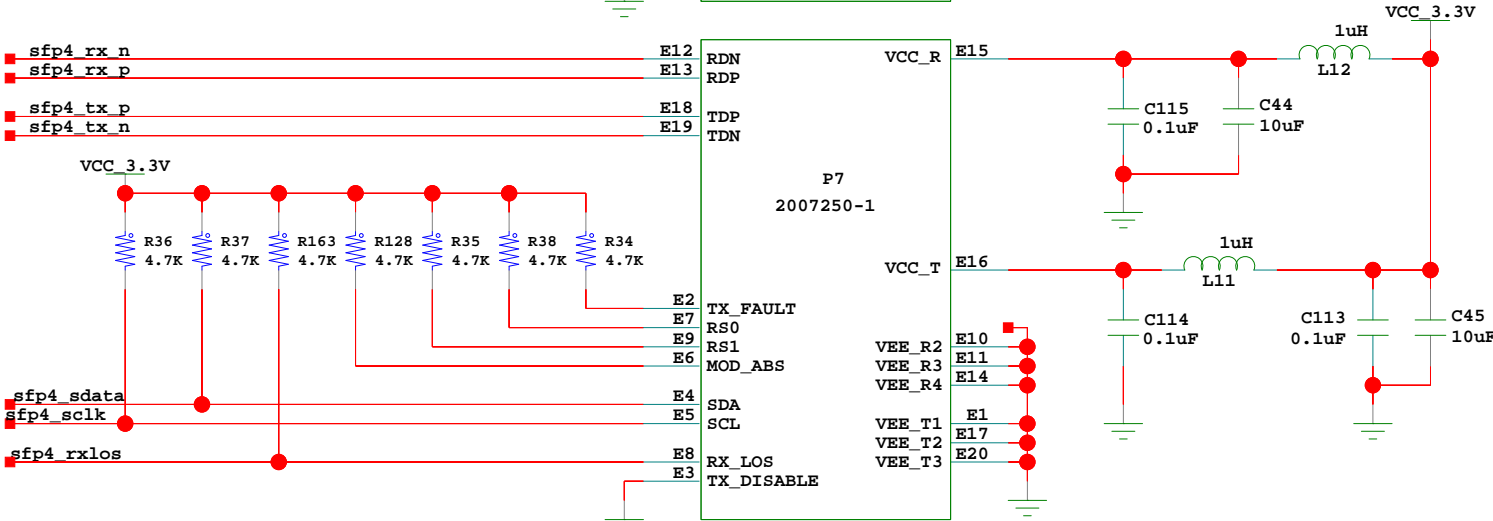 VCC_3.3V
1uH
L12
sfp4_rx_n
E12
RDN
VCC_R
E15
sfp4_rx_p
E13
RDP
sfp4_tx_p
E18
TDP
C115
0.1uF
C44
10uF
sfp4_tx_n
E19
TDN
VCC_3.3V
P7
2007250-1
R36
4.7K
R37
4.7K
R163
4.7K
R128
4.7K
R35
4.7K
R38
4.7K
R34
4.7K
1uH
L11
VCC_T
E16
E2
TX_FAULT
E7
RS0
E9
RS1
E6
MOD_ABS
C114
0.1uF
C113
0.1uF
C45
10uF
VEE_R2
E10
VEE_R3
E11
VEE_R4
E14
sfp4_sdata
E4
SDA
sfp4_sclk
E5
SCL
VEE_T1
E1
VEE_T2
E17
VEE_T3
E20
sfp4_rxlos
E8
RX_LOS
E3
TX_DISABLE